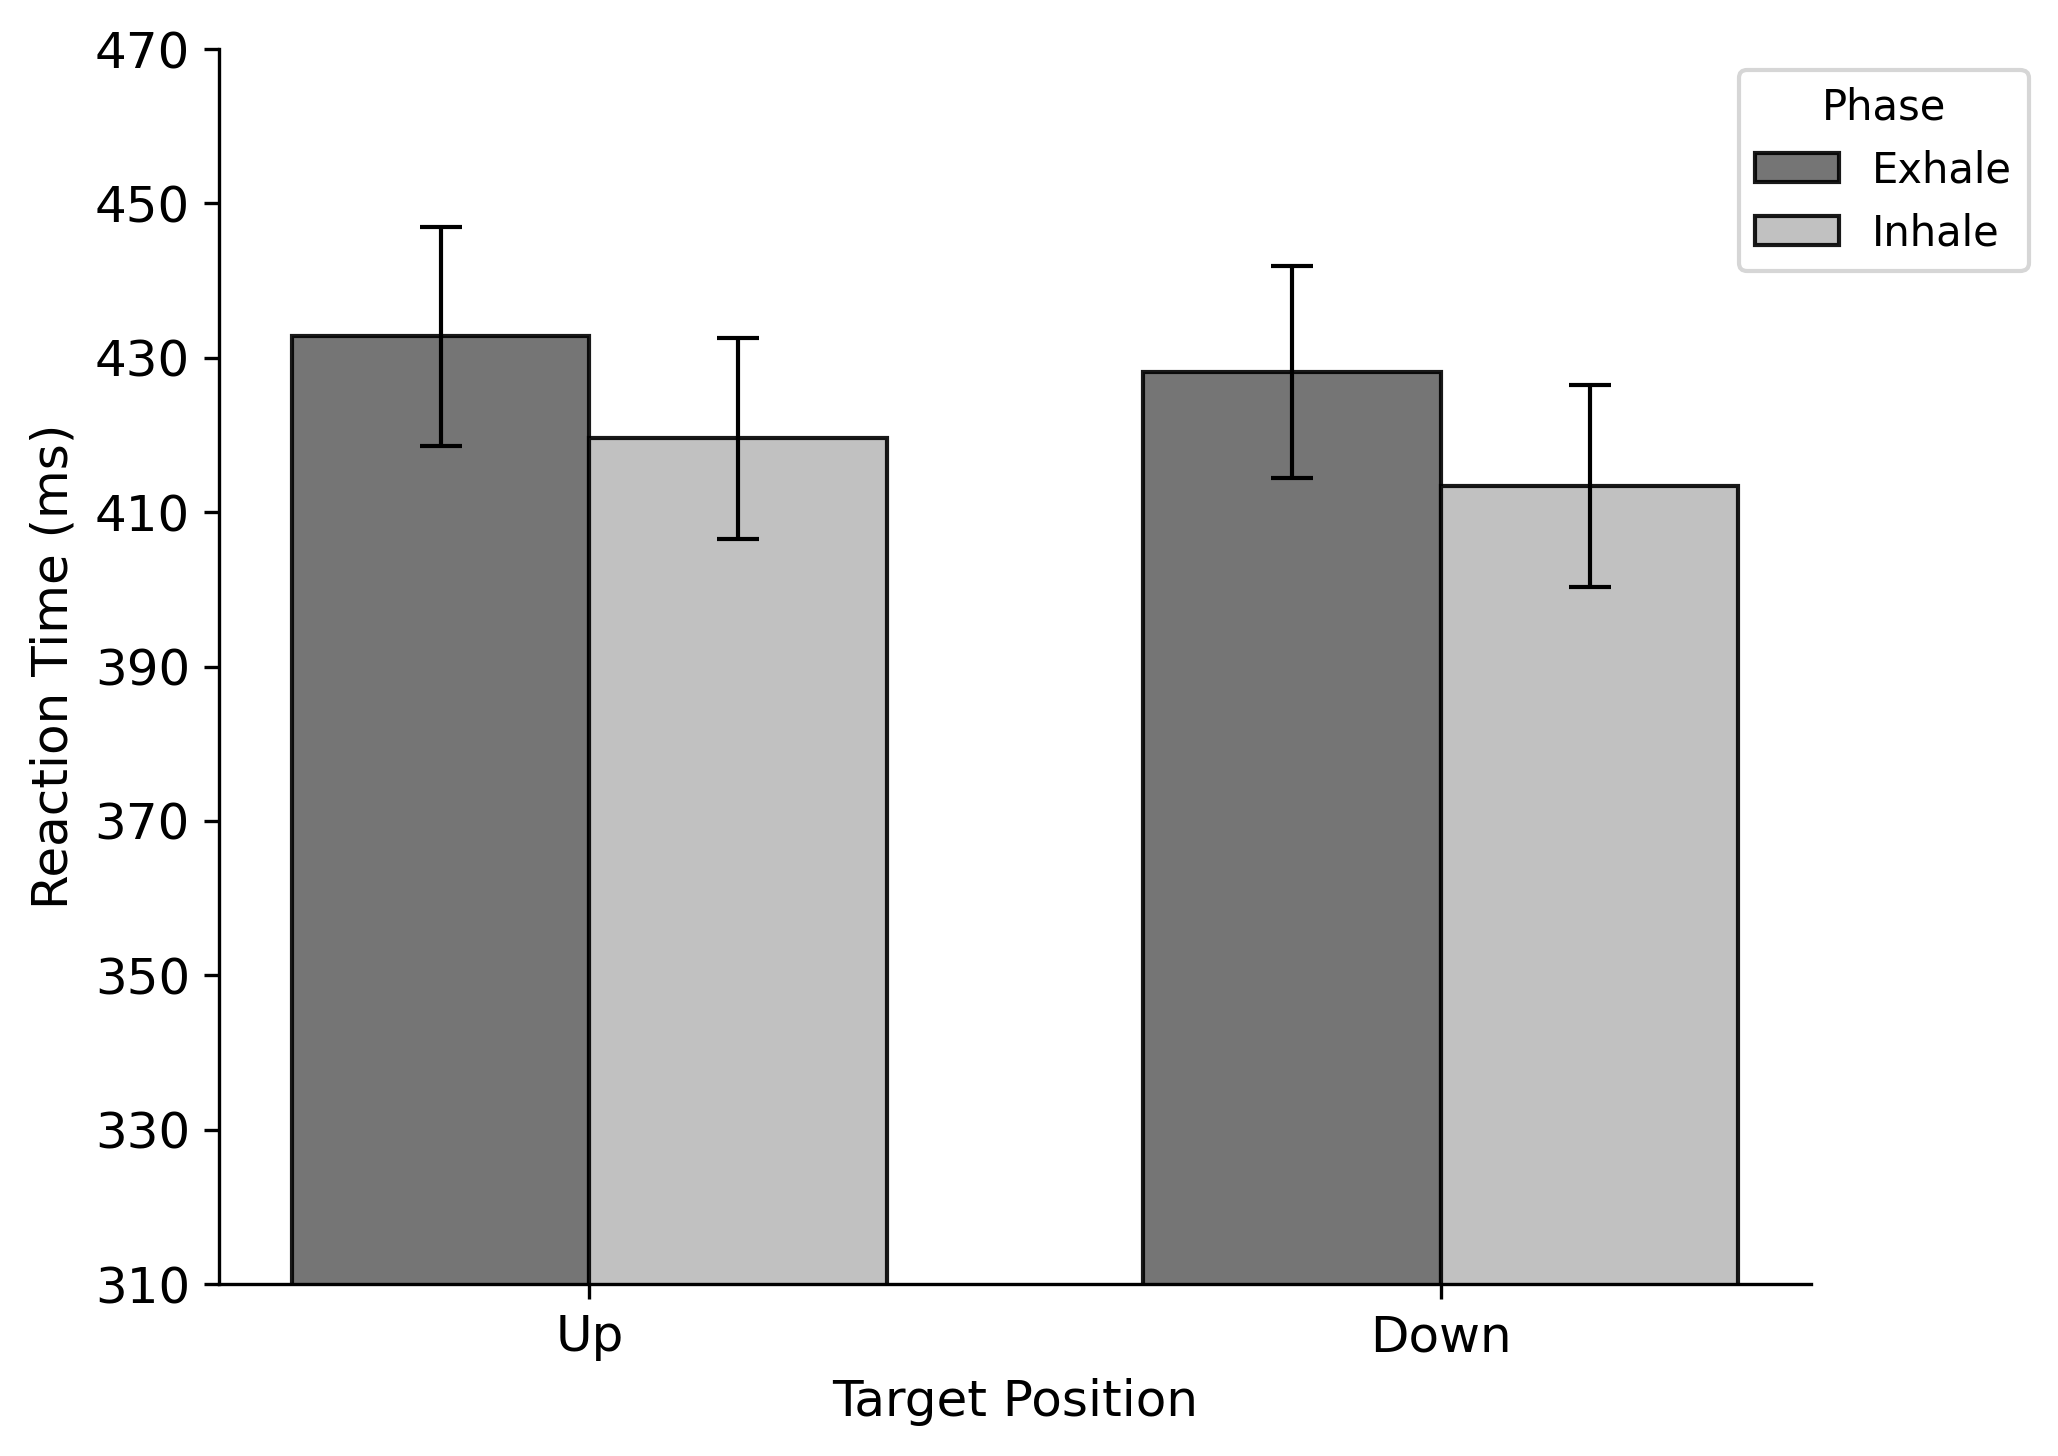 470
450
430
410
390
370
350
330
310
Reaction Time (ms)
Up
Down
Target Position
Phase
Exhale
Inhale